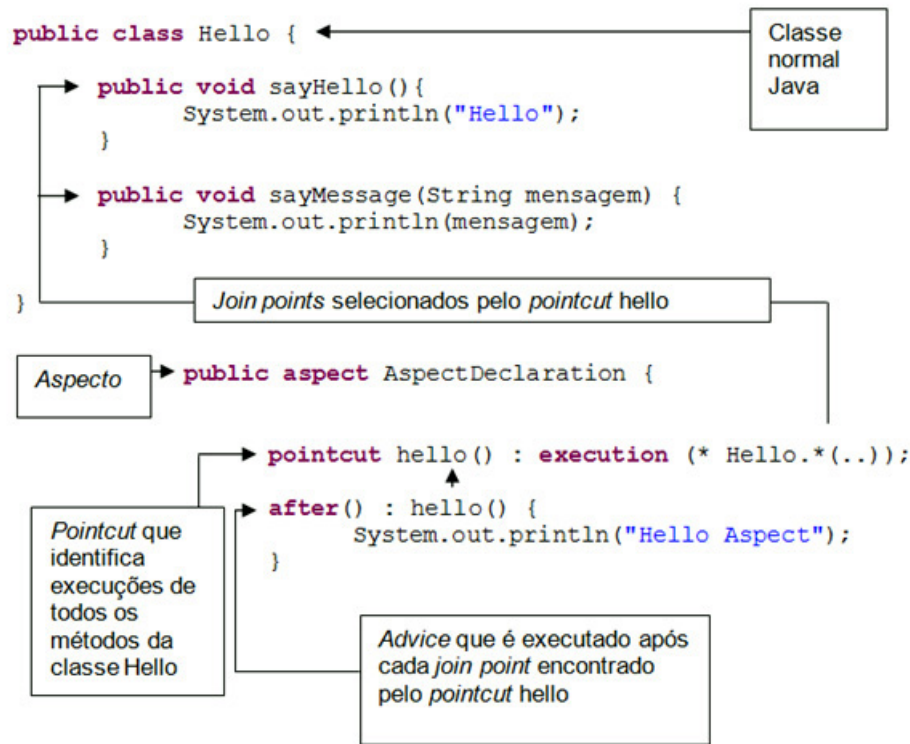 public class Hello {
Classe
normal
Java
public void sayHello(){
System.out.println("Hello");
}
public void sayMessage(String mensagem) {
System.out.println(mensagem);
}
}
Join points selecionados pelo pointcut hello
Aspecto
public aspect AspectDeclaration {
pointcut hello() : execution (* Hello.*(..));
after() : hello() {
System.out.println("Hello Aspect");
}
Pointcut que
identifica
execuções de
todos os
métodos da
classe Hello
Advice que é executado após
cada join point encontrado
pelo pointcut hello